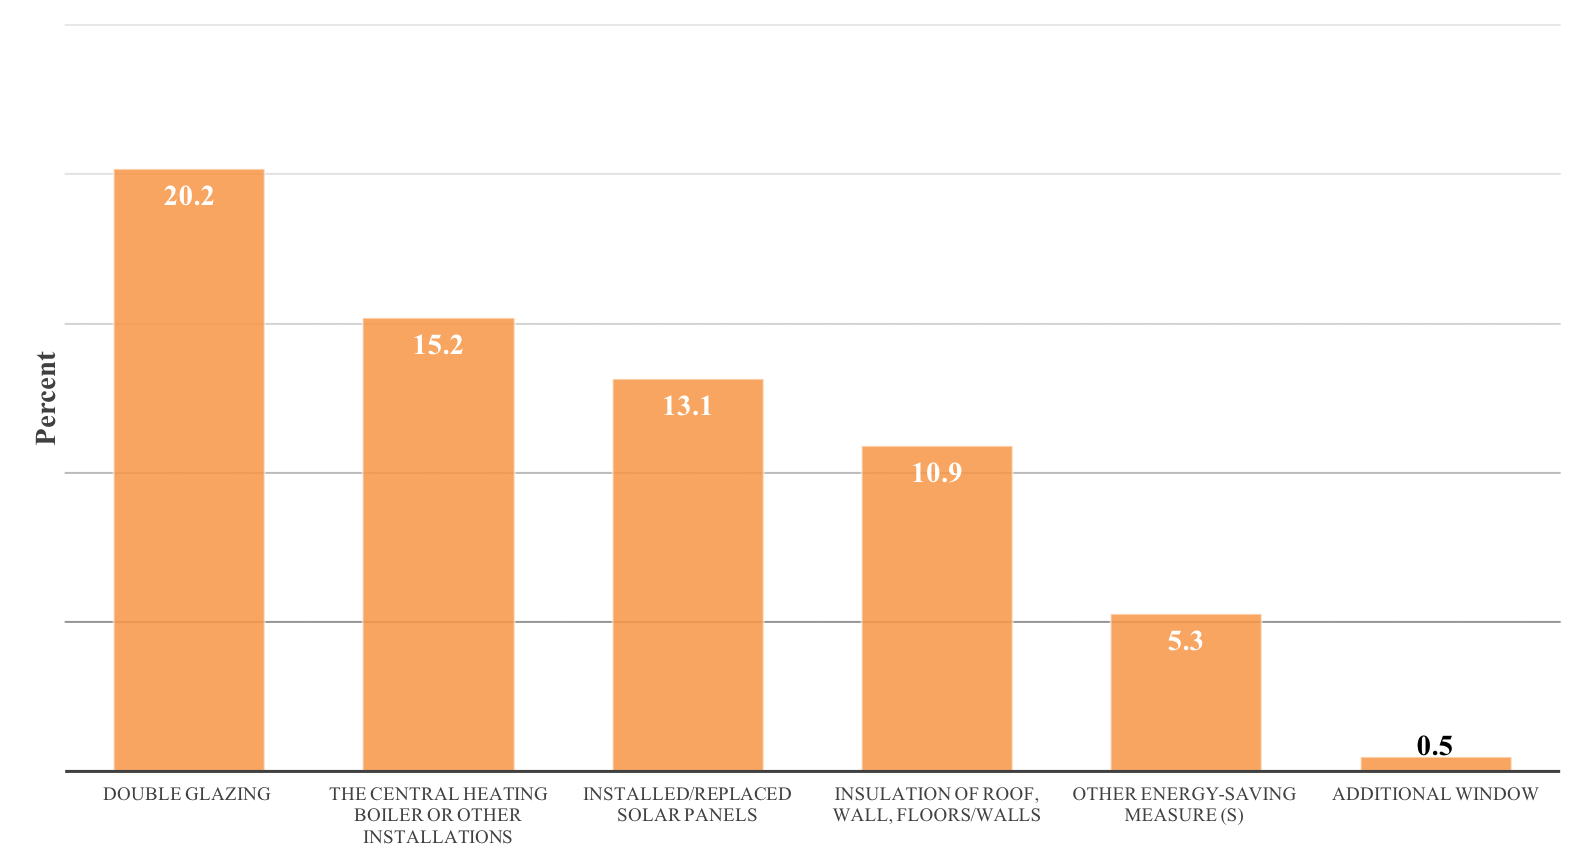 Percent
20.2
15.2
13.1
10.9
5.3
0.5
DOUBLE GLAZING
THE CENTRAL HEATING
BOILER OR OTHER
INSTALLATIONS
INSTALLED/REPLACED
SOLAR PANELS
INSULATION OF ROOF,
WALL, FLOORS/WALLS
OTHER ENERGY-SAVING
MEASURE (S)
ADDITIONAL WINDOW